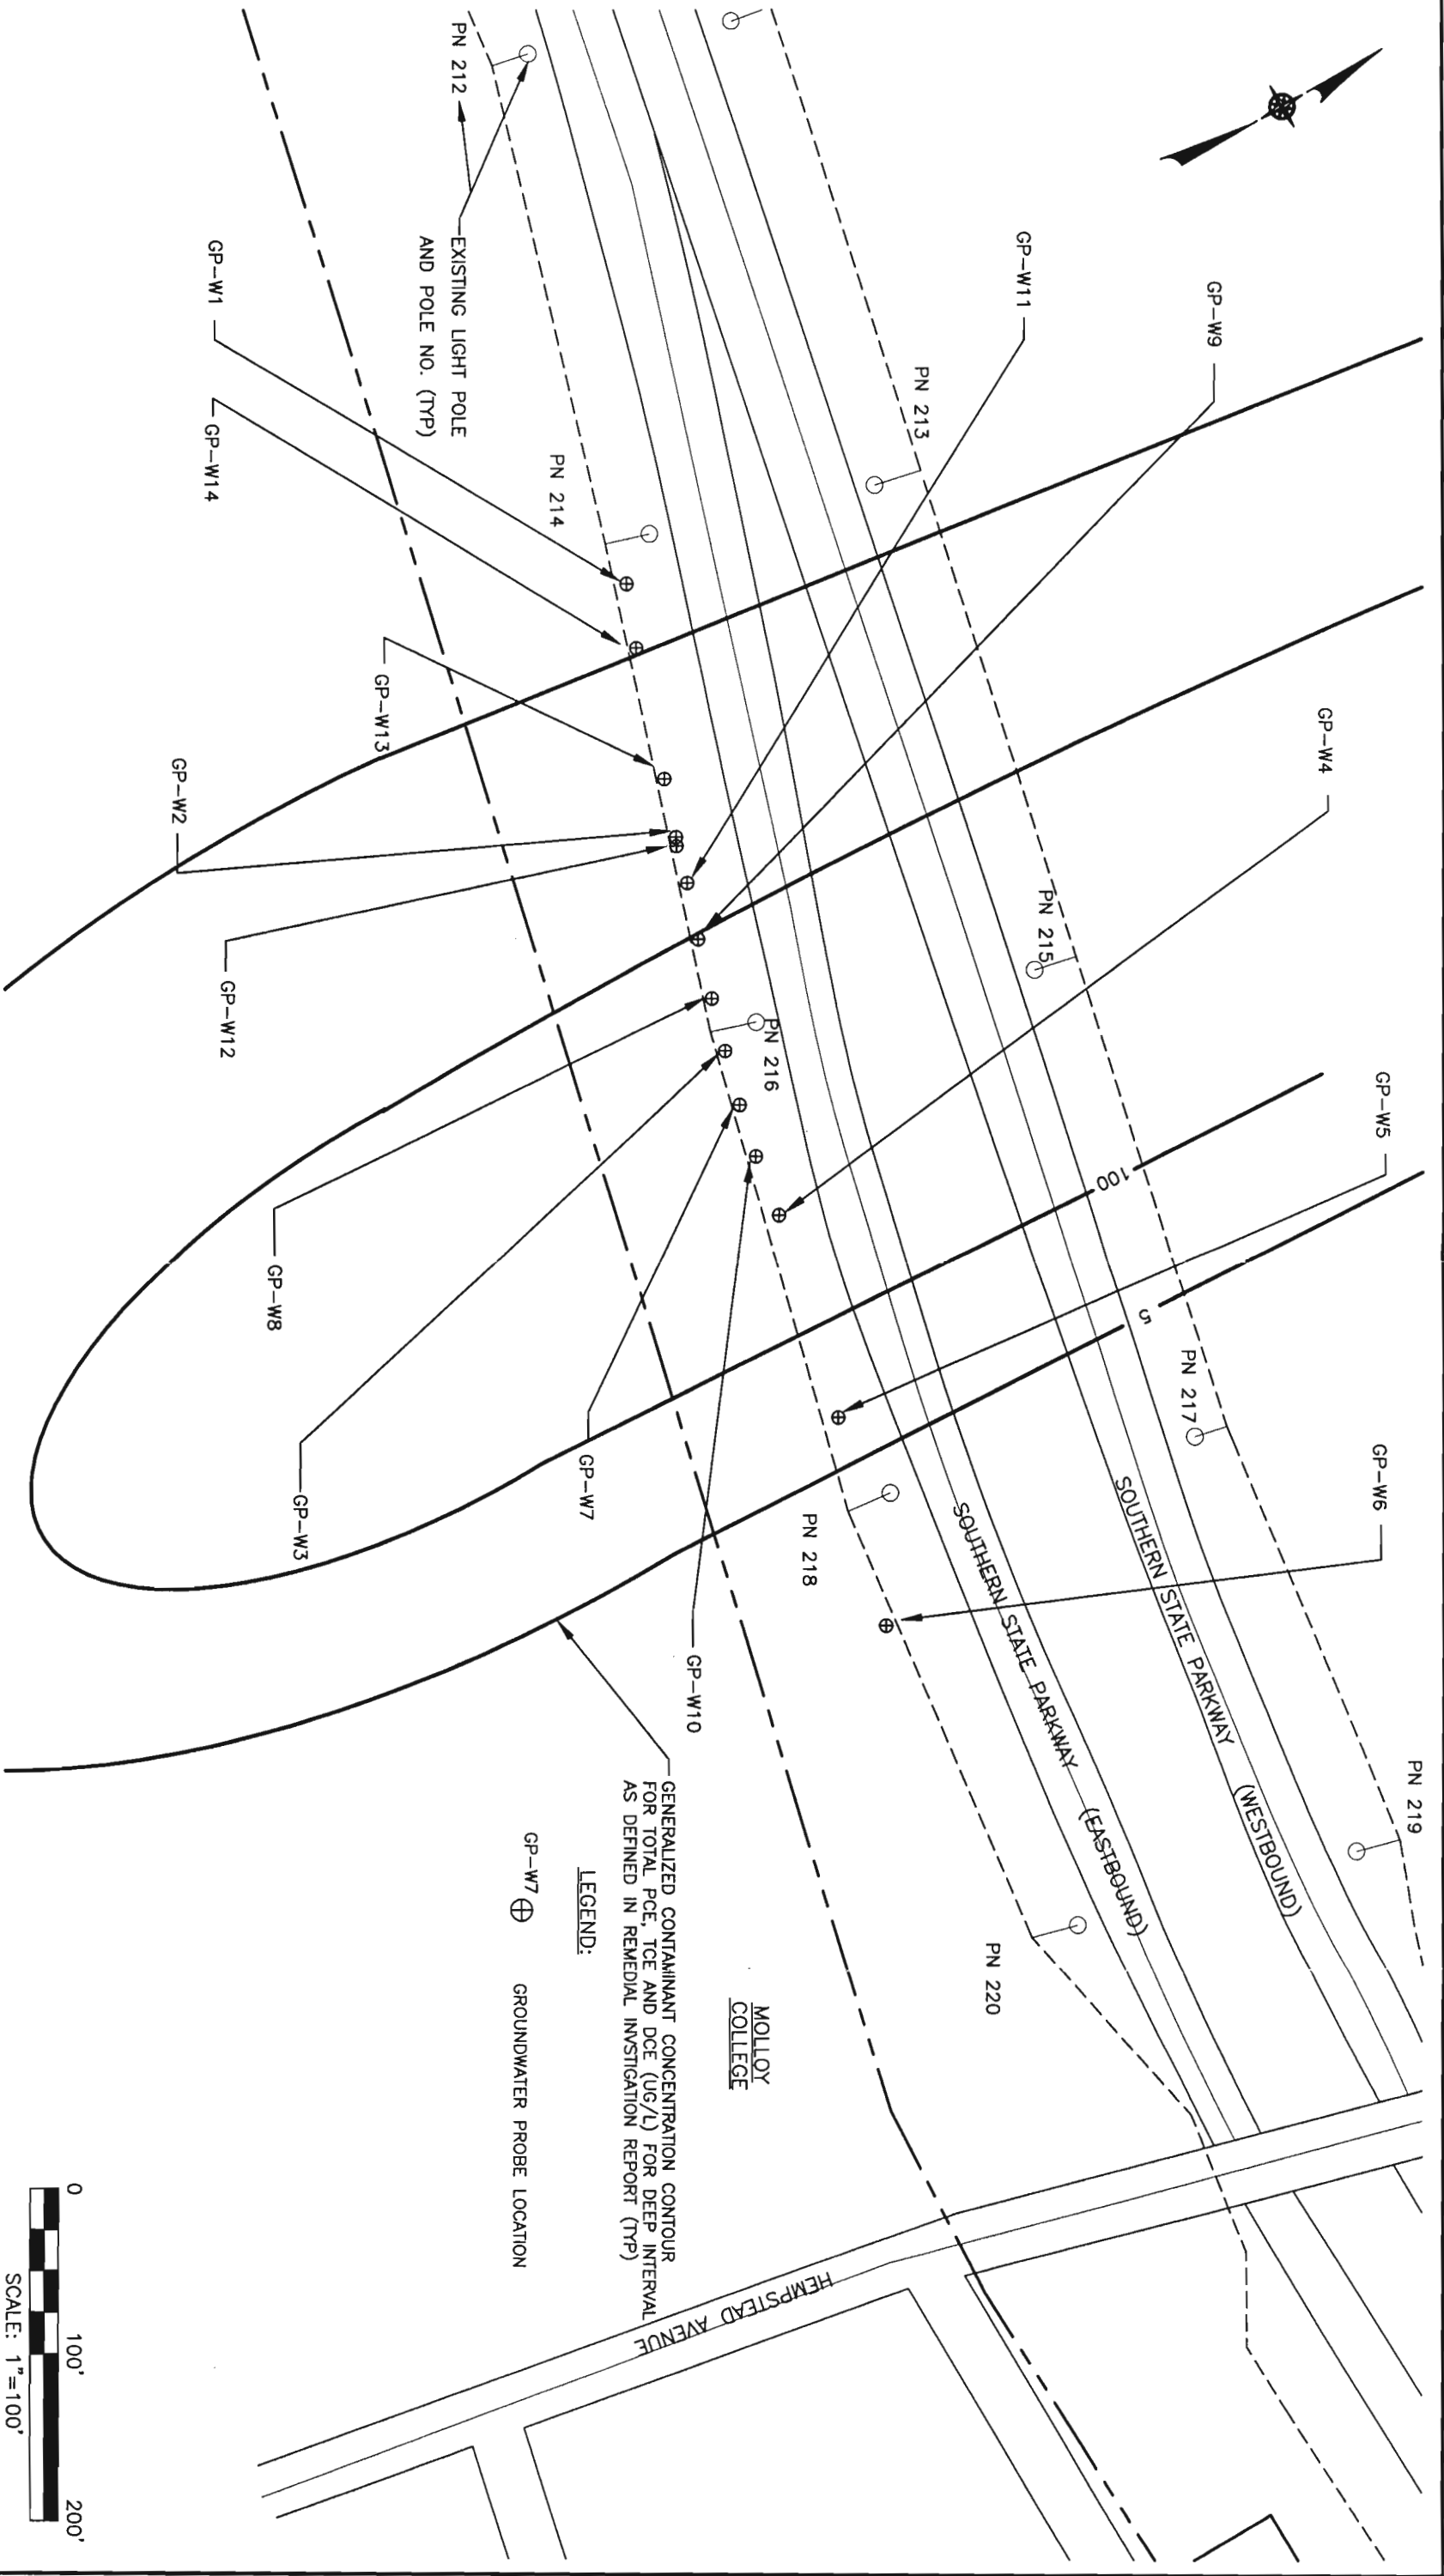 PN 212
EXISTING LIGHT POLE
AND POLE NO. (TYP)
GP-W1
GP-W14
PN 214
GP-W11
GP-W9
PN 213
GP-W13
GP-W2
GP-W12
GP-W4
PN 215
PN 216
GP-W5
100
5
GP-W8
GP-W3
GP-W7
GP-W10
PN 217
PN 218
GP-W6
SOUTHERN STATE PARKWAY (WESTBOUND)
SOUTHERN STATE PARKWAY (EASTBOUND)
PN 219
PN 220
GENERALIZED CONTAMINANT CONCENTRATION CONTOUR
FOR TOTAL PCE, TCE AND DCE (UG/L) FOR DEEP INTERVAL
AS DEFINED IN REMEDIAL INVSTIGATION REPORT (TYP)
LEGEND:
GP-W7 GROUNDWATER PROBE LOCATION
MOLLOY
COLLEGE
HEMPSTEAD AVENUE
0 100' 200'
SCALE: 1"=100'